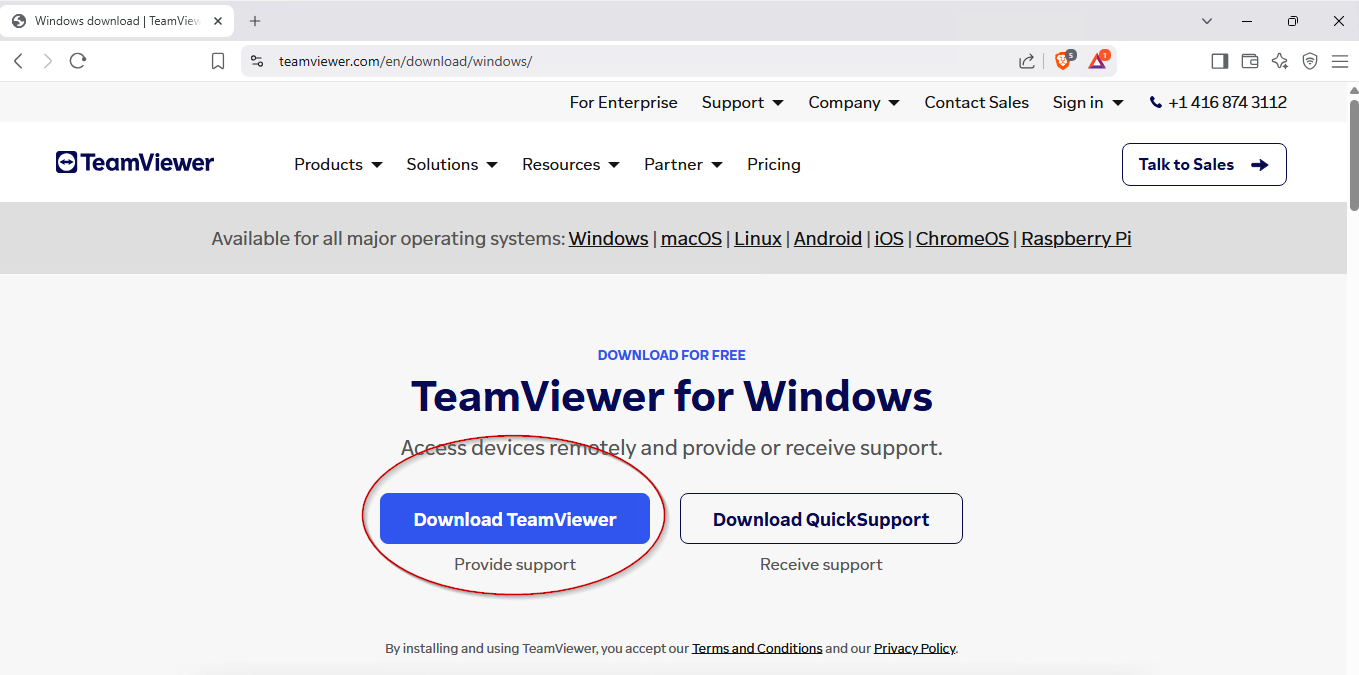 Windows download | TeamView
teamviewer.com/en/download/windows/
5
1
For Enterprise Support Company Contact Sales Sign in +1 416 874 3112
TeamViewer Products Solutions Resources Partner Pricing Talk to Sales
Available for all major operating systems: Windows | macOS | Linux | Android | iOS | ChromeOS | Raspberry Pi
DOWNLOAD FOR FREE
TeamViewer for Windows
Access devices remotely and provide or receive support.
Download TeamViewer Download QuickSupport
Provide support Receive support
By installing and using TeamViewer, you accept our Terms and Conditions and our Privacy Policy.